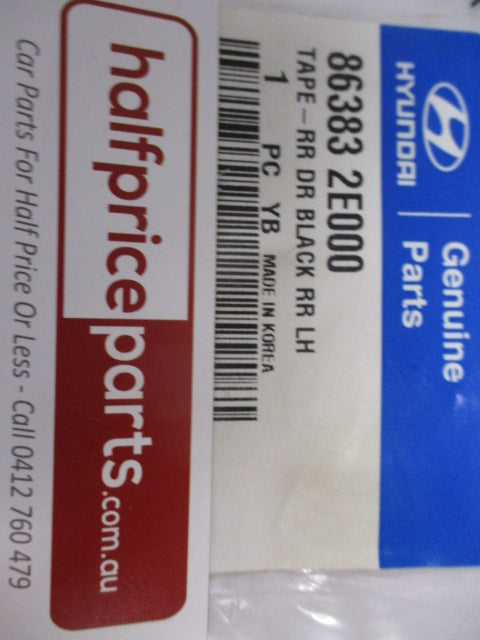 HYUNDAI
Genuine
Parts
86383 2E000
TAPE-RR DR BLACK RR LH
1 PC YB MADE IN KOREA
halfpriceparts.com.au
Car Parts For Half Price Or Less - Call 0412 760 479